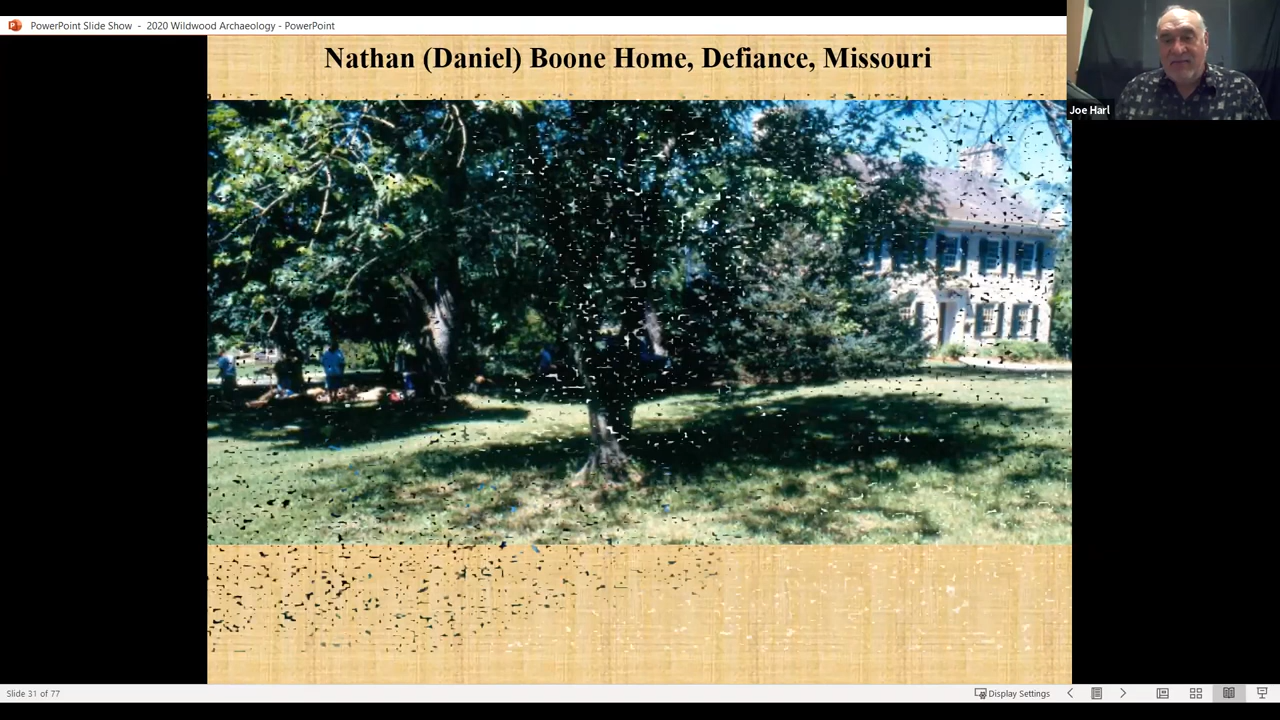 PowerPoint Slide Show - 2020 Wildwood Archaeology - PowerPoint
Nathan (Daniel) Boone Home, Defiance, Missouri
Joe Harl
Slide 31 of 77
Display Settings